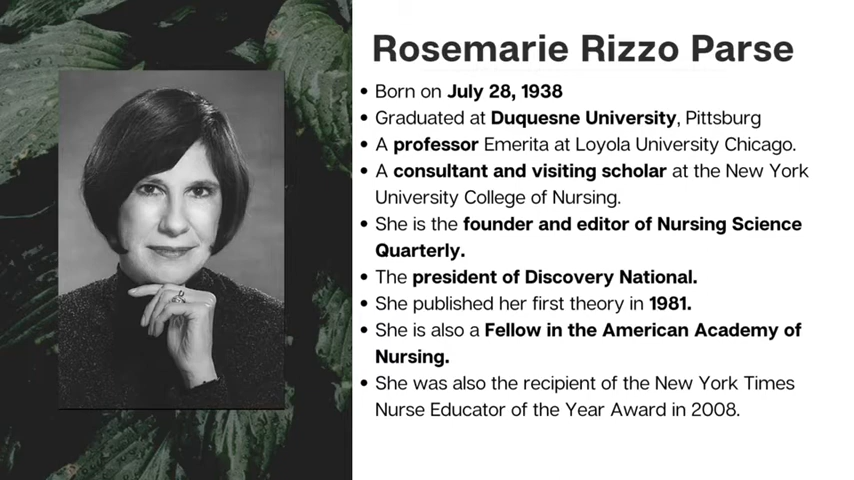 Rosemarie Rizzo Parse
• Born on July 28, 1938
• Graduated at Duquesne University, Pittsburg
• A professor Emerita at Loyola University Chicago.
• A consultant and visiting scholar at the New York
University College of Nursing.
• She is the founder and editor of Nursing Science
Quarterly.
• The president of Discovery National.
• She published her first theory in 1981.
• She is also a Fellow in the American Academy of
Nursing.
• She was also the recipient of the New York Times
Nurse Educator of the Year Award in 2008.